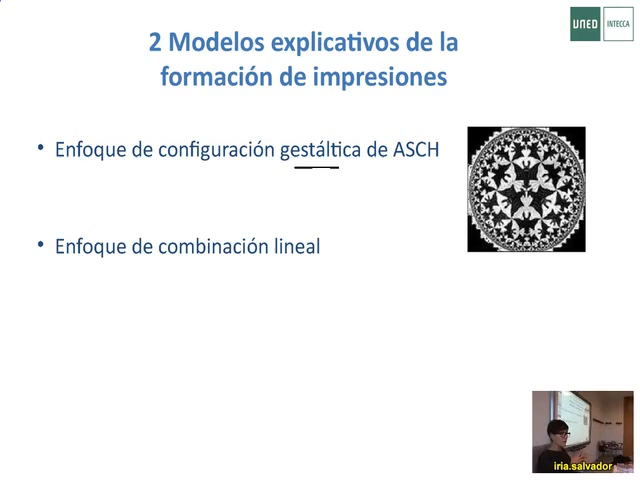 UNED INTECCA
2 Modelos explicativos de la
formación de impresiones
• Enfoque de configuración gestáltica de ASCH
• Enfoque de combinación lineal
iria.salvador